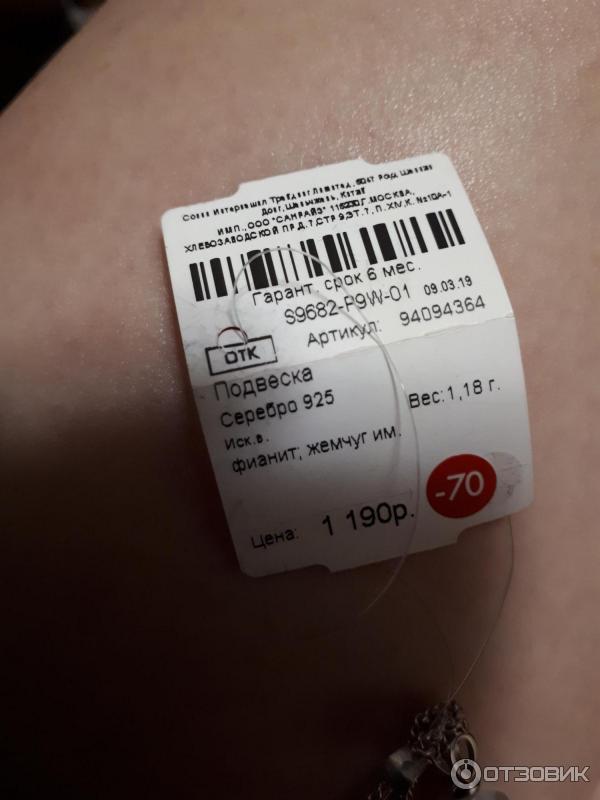 ИМП., ООО "САНРАЙЗ" 115230, Г. МОСКВА,
ХЛЕБОЗАВОДСКОЙ ПР.Д.7,СТР 9,ЭТ.7, П.XIV,К.№10А-1
Гарант. срок 6 мес.
S9682-P9W-01 09.03.19
Артикул: 94094364
ОТК
Подвеска
Серебро 925
Вес:1,18 г.
Иск.в.
фианит; жемчуг им.
-70
Цена: 1 190р.
ОТЗОВИК